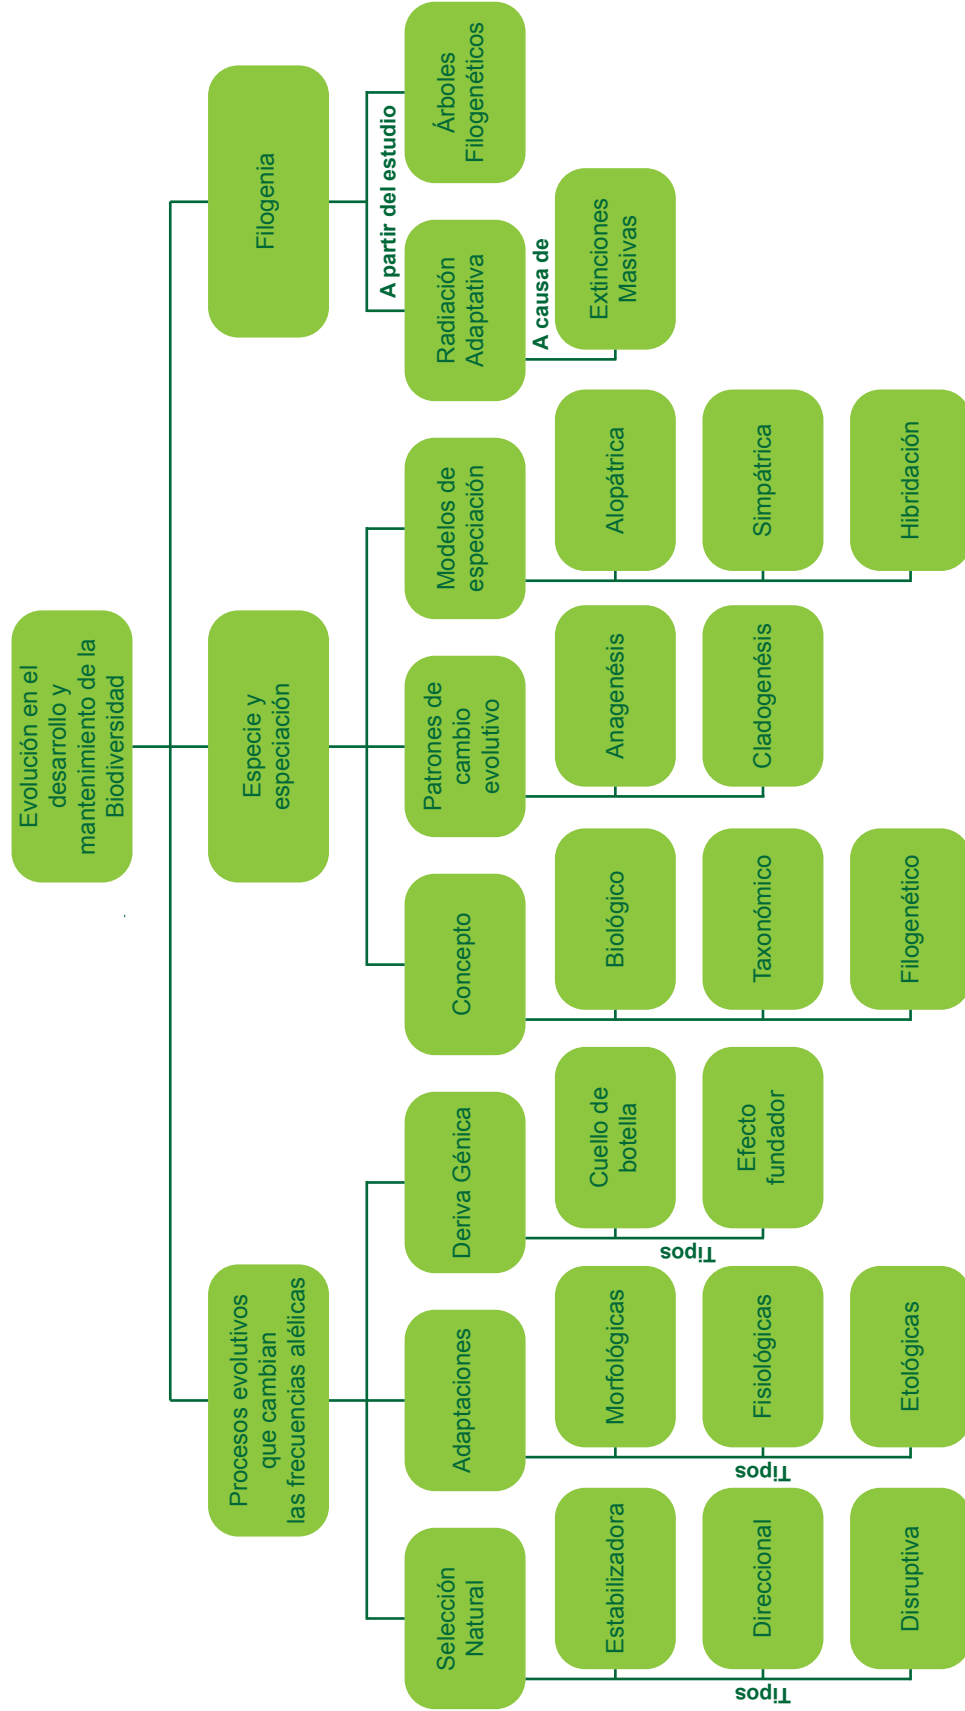 Evolución en el
desarrollo y
mantenimiento de la
Biodiversidad
Procesos evolutivos
que cambian
las frecuencias alélicas
Especie y
especiación
Filogenia
A partir del estudio
Selección
Natural
Adaptaciones
Deriva Génica
Concepto
Patrones de
cambio
evolutivo
Modelos de
especiación
Radiación
Adaptativa
Árboles
Filogenéticos
A causa de
Tipos
Estabilizadora
Direccional
Disruptiva
Tipos
Morfológicas
Fisiológicas
Etológicas
Tipos
Cuello de
botella
Efecto
fundador
Biológico
Taxonómico
Filogenético
Anagenésis
Cladogenésis
Alopátrica
Simpátrica
Hibridación
Extinciones
Masivas